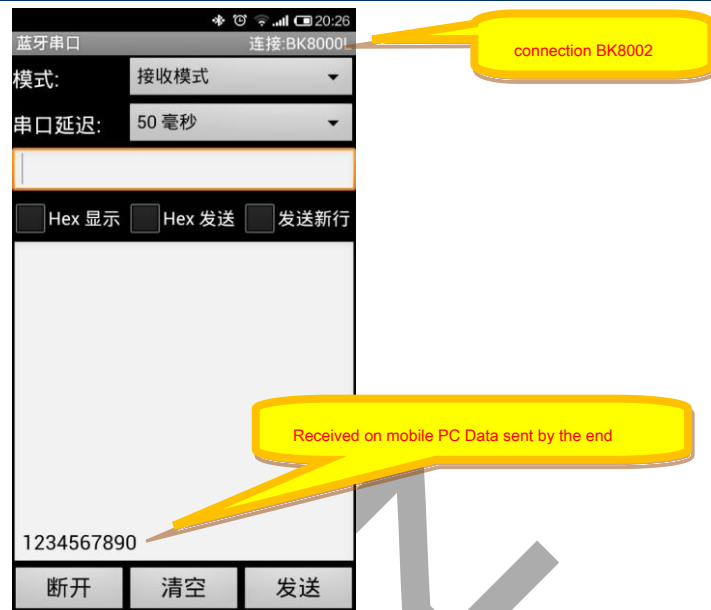 20:26
蓝牙串口 连接:BK8000L
connection BK8002
模式: 接收模式
串口延迟: 50 毫秒
Hex 显示 Hex 发送 发送新行
Received on mobile PC Data sent by the end
1234567890
断开 清空 发送